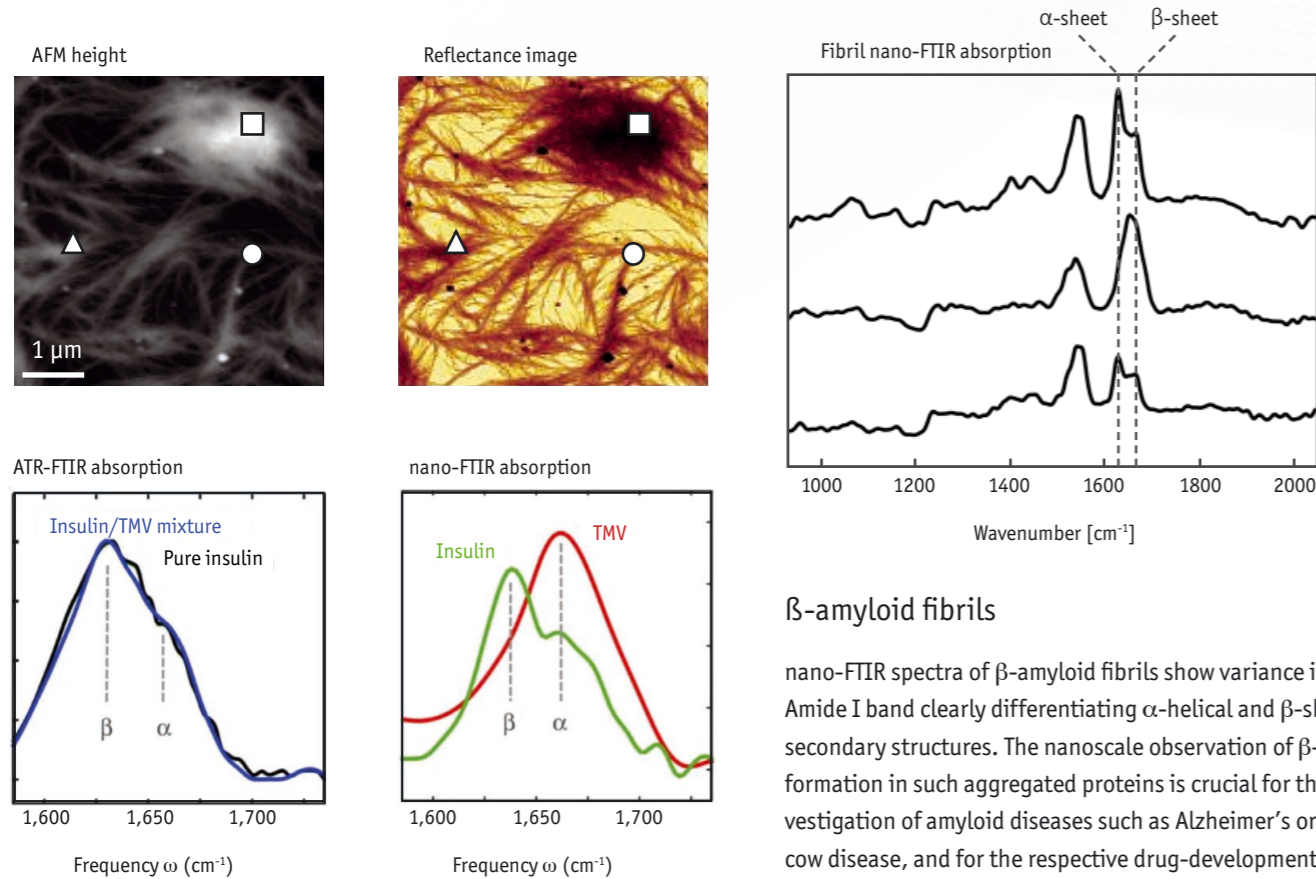 AFM height
Reflectance image
1 µm
α-sheet
β-sheet
Fibril nano-FTIR absorption
1000
1200
1400
1600
1800
2000
Wavenumber [cm⁻¹]
ATR-FTIR absorption
Insulin/TMV mixture
Pure insulin
β
α
1,600
1,650
1,700
Frequency ω (cm⁻¹)
nano-FTIR absorption
Insulin
TMV
β
α
1,600
1,650
1,700
Frequency ω (cm⁻¹)
ß-amyloid fibrils
nano-FTIR spectra of β-amyloid fibrils show variance i
Amide I band clearly differentiating α-helical and β-sh
secondary structures. The nanoscale observation of β-
formation in such aggregated proteins is crucial for th
vestigation of amyloid diseases such as Alzheimer's or
cow disease, and for the respective drug-development